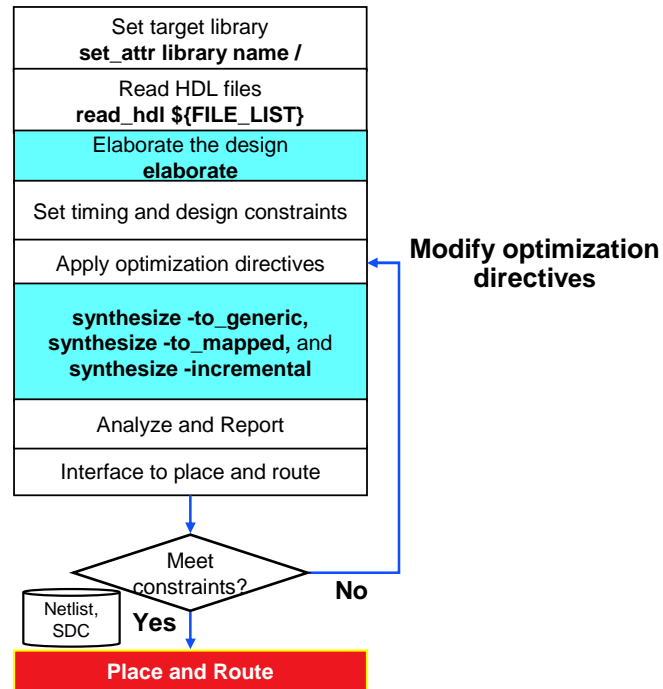 Set target library
set_attr library name /
Read HDL files
read_hdl ${FILE_LIST}
Elaborate the design
elaborate
Set timing and design constraints
Apply optimization directives
Modify optimization
directives
synthesize -to_generic,
synthesize -to_mapped, and
synthesize -incremental
Analyze and Report
Interface to place and route
Meet
constraints?
No
Netlist,
SDC
Yes
Place and Route